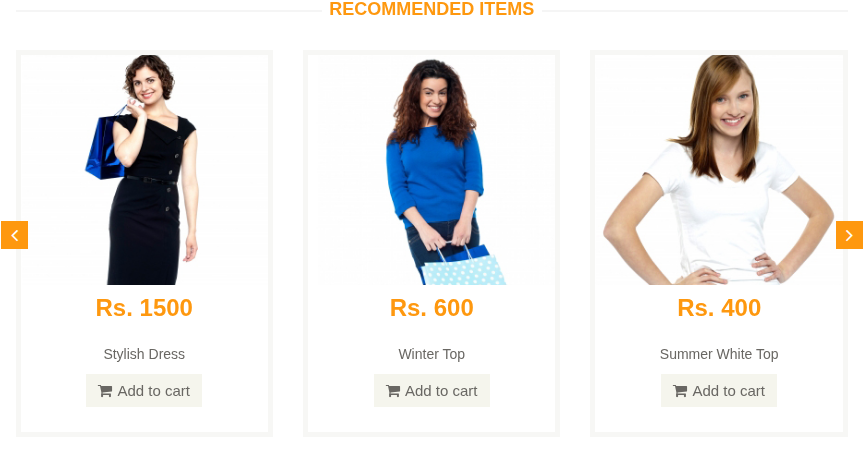 RECOMMENDED ITEMS
Rs. 1500
Stylish Dress
Add to cart
Rs. 600
Winter Top
Add to cart
Rs. 400
Summer White Top
Add to cart